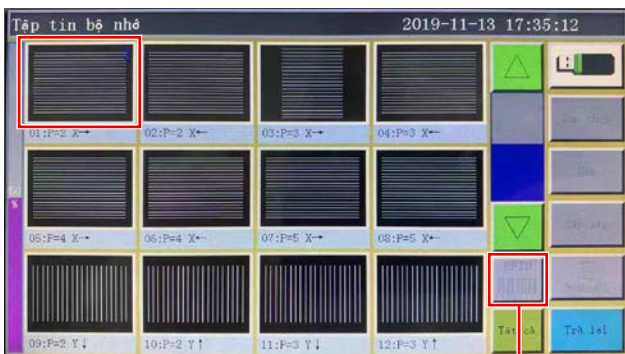 Tập tin bộ nhớ 2019-11-13 17:35:12
01:P=2 X→ 02:P=2 X← 03:P=3 X→ 04:P=3 X←
05:P=4 X→ 06:P=4 X← 07:P=5 X→ 08:P=5 X←
RFID
09:P=2 Y↓ 10:P=2 Y↑ 11:P=3 Y↓ 12:P=3 Y↑ Tất cả Trở lại